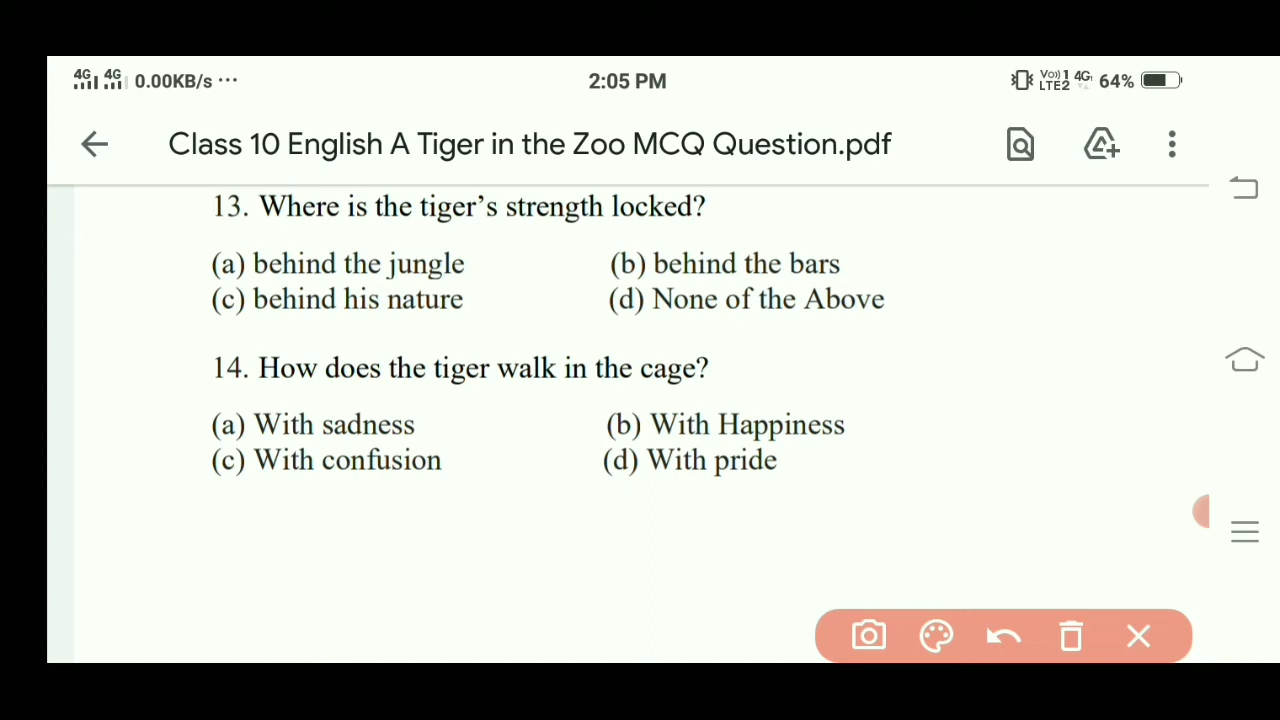 4G 4G 0.00KB/s ··· 2:05 PM Vo)) 1 4G LTE2 64%
Class 10 English A Tiger in the Zoo MCQ Question.pdf
13. Where is the tiger’s strength locked?
(a) behind the jungle (b) behind the bars
(c) behind his nature (d) None of the Above
14. How does the tiger walk in the cage?
(a) With sadness (b) With Happiness
(c) With confusion (d) With pride